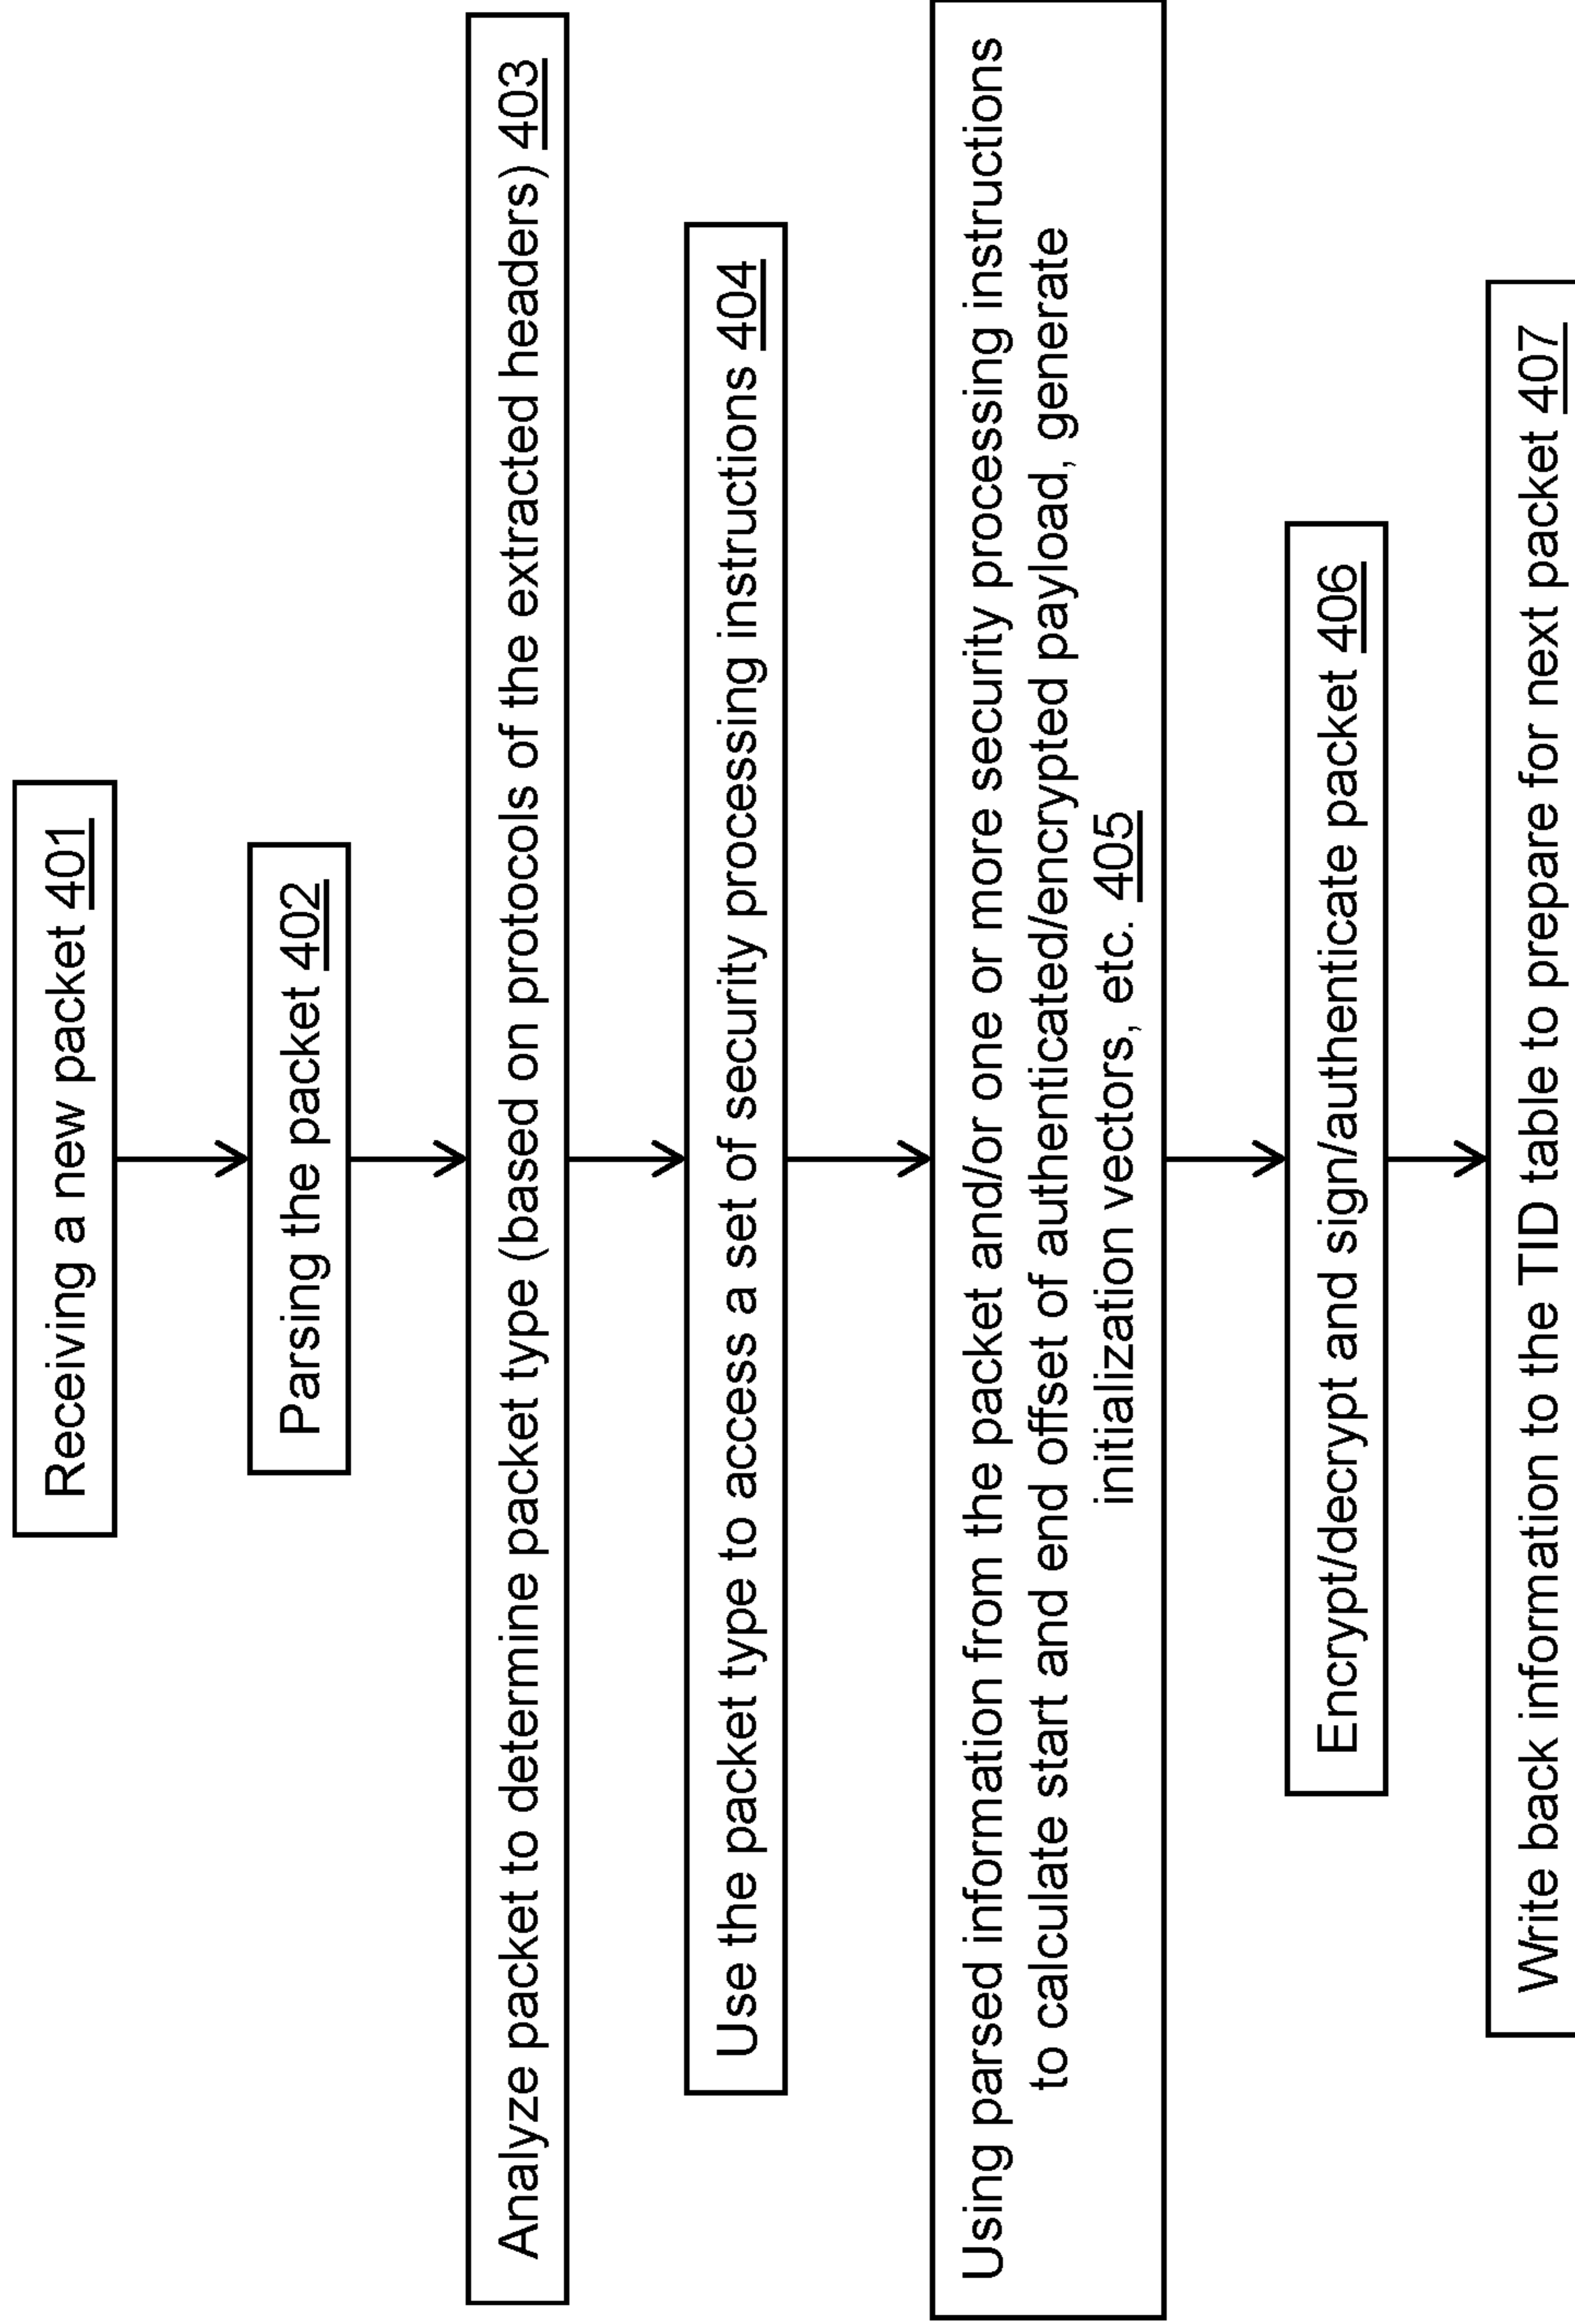 Receiving a new packet 401
Parsing the packet 402
Analyze packet to determine packet type (based on protocols of the extracted headers) 403
Use the packet type to access a set of security processing instructions 404
Using parsed information from the packet and/or one or more security processing instructions
to calculate start and end offset of authenticated/encrypted payload, generate
initialization vectors, etc. 405
Encrypt/decrypt and sign/authenticate packet 406
Write back information to the TID table to prepare for next packet 407